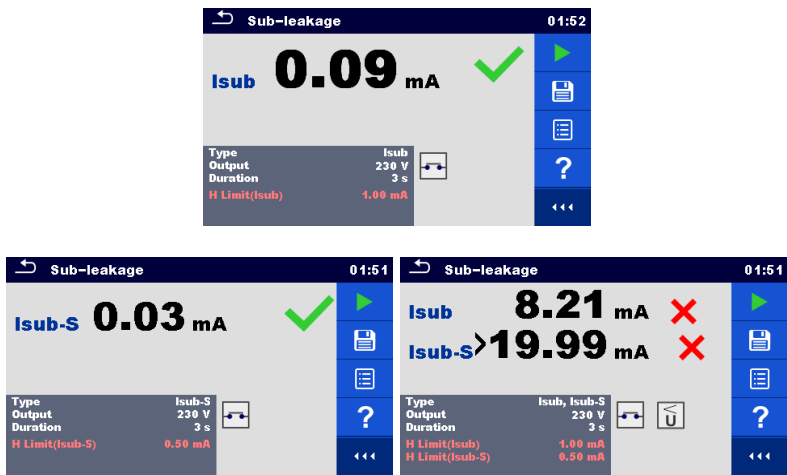 Sub-leakage 01:52
Isub 0.09 mA
?
Type Isub
Output 230 V
Duration 3 s
H Limit(Isub) 1.00 mA
Sub-leakage 01:51
Isub-S 0.03 mA
?
Type Isub-S
Output 230 V
Duration 3 s
H Limit(Isub-S) 0.50 mA
Sub-leakage 01:51
Isub 8.21 mA
Isub-S >19.99 mA
?
Type Isub, Isub-S
Output 230 V
Duration 3 s
H Limit(Isub) 1.00 mA
H Limit(Isub-S) 0.50 mA
≤
U